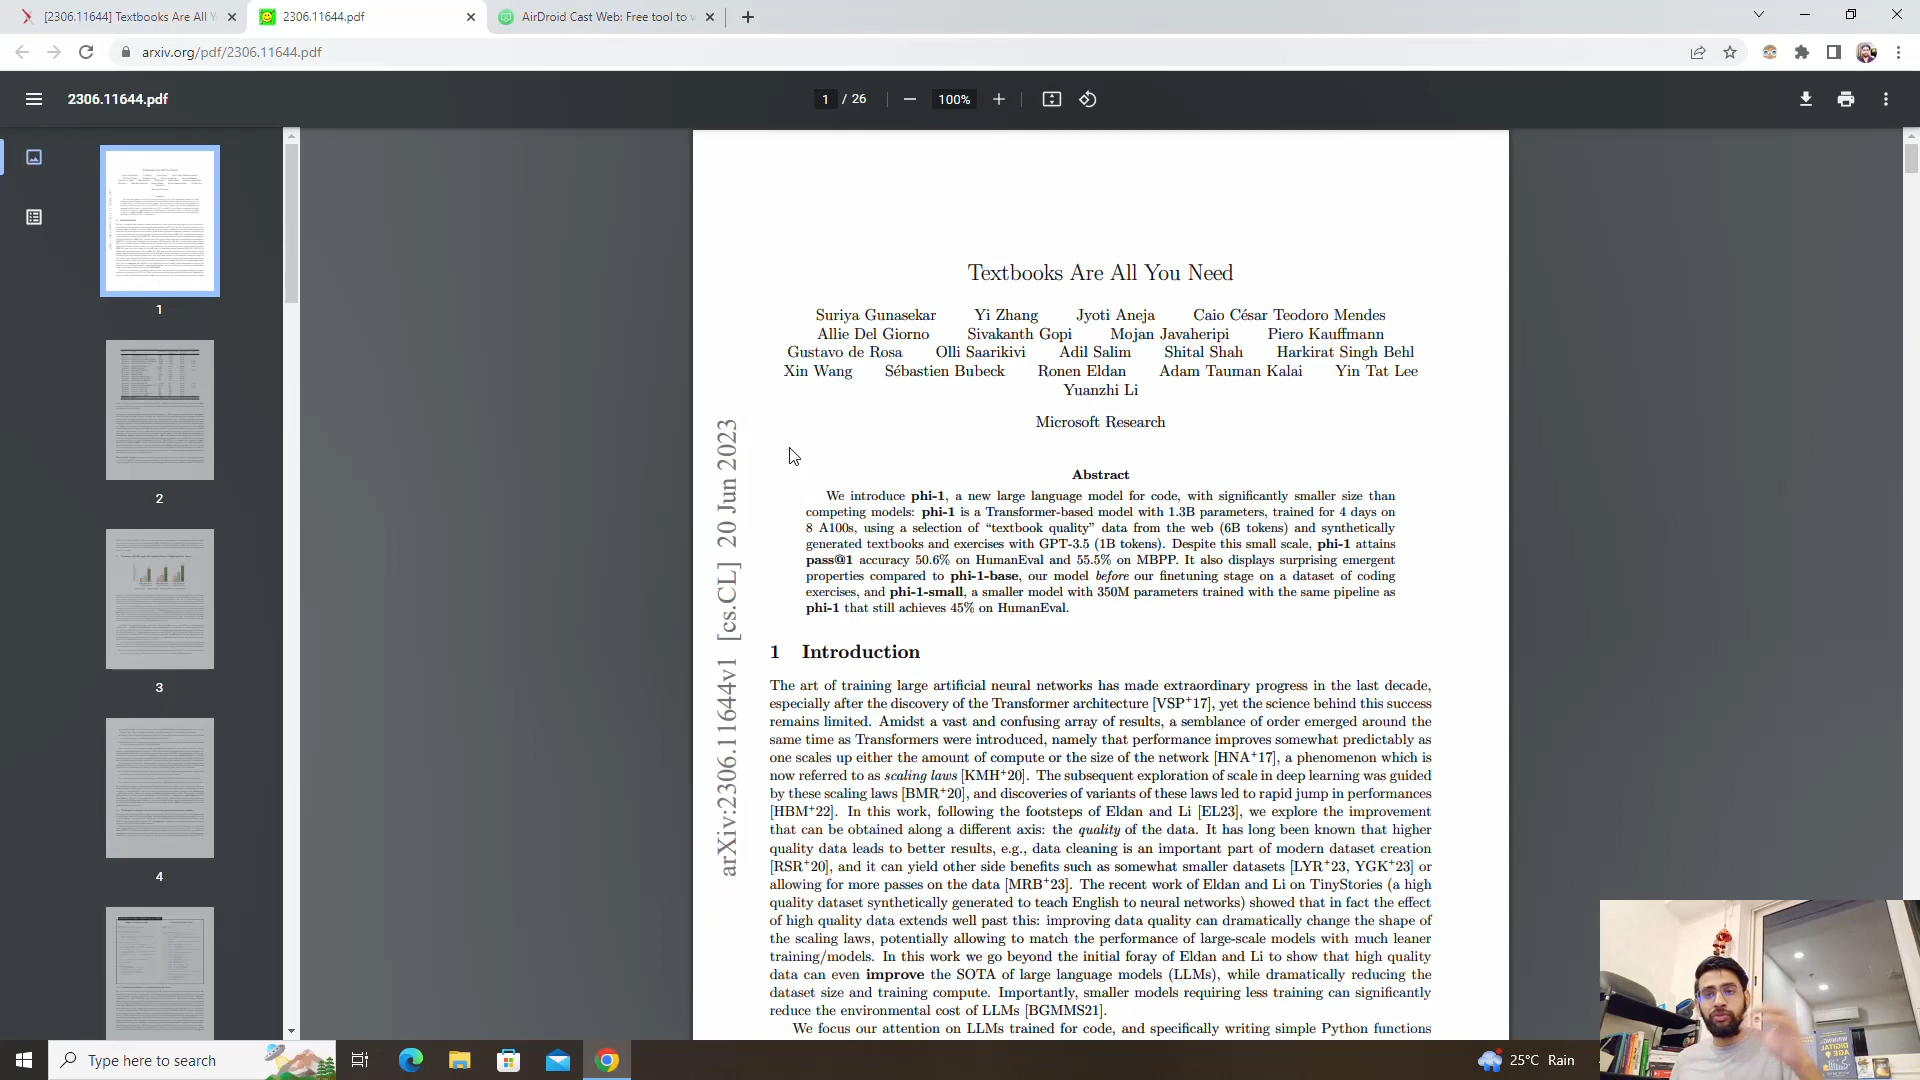 [2306.11644] Textbooks Are All Y
2306.11644.pdf
AirDroid Cast Web: Free tool to
arxiv.org/pdf/2306.11644.pdf
2306.11644.pdf
1 / 26
100%
1
2
3
4
Textbooks Are All You Need
Suriya Gunasekar Yi Zhang Jyoti Aneja Caio César Teodoro Mendes
Allie Del Giorno Sivakanth Gopi Mojan Javaheripi Piero Kauffmann
Gustavo de Rosa Olli Saarikivi Adil Salim Shital Shah Harkirat Singh Behl
Xin Wang Sébastien Bubeck Ronen Eldan Adam Tauman Kalai Yin Tat Lee
Yuanzhi Li
Microsoft Research
arXiv:2306.11644v1 [cs.CL] 20 Jun 2023
Abstract
We introduce phi-1, a new large language model for code, with significantly smaller size than
competing models: phi-1 is a Transformer-based model with 1.3B parameters, trained for 4 days on
8 A100s, using a selection of “textbook quality” data from the web (6B tokens) and synthetically
generated textbooks and exercises with GPT-3.5 (1B tokens). Despite this small scale, phi-1 attains
pass@1 accuracy 50.6% on HumanEval and 55.5% on MBPP. It also displays surprising emergent
properties compared to phi-1-base, our model before our finetuning stage on a dataset of coding
exercises, and phi-1-small, a smaller model with 350M parameters trained with the same pipeline as
phi-1 that still achieves 45% on HumanEval.
1 Introduction
The art of training large artificial neural networks has made extraordinary progress in the last decade,
especially after the discovery of the Transformer architecture [VSP+17], yet the science behind this success
remains limited. Amidst a vast and confusing array of results, a semblance of order emerged around the
same time as Transformers were introduced, namely that performance improves somewhat predictably as
one scales up either the amount of compute or the size of the network [HNA+17], a phenomenon which is
now referred to as scaling laws [KMH+20]. The subsequent exploration of scale in deep learning was guided
by these scaling laws [BMR+20], and discoveries of variants of these laws led to rapid jump in performances
[HBM+22]. In this work, following the footsteps of Eldan and Li [EL23], we explore the improvement
that can be obtained along a different axis: the quality of the data. It has long been known that higher
quality data leads to better results, e.g., data cleaning is an important part of modern dataset creation
[RSR+20], and it can yield other side benefits such as somewhat smaller datasets [LYR+23, YGK+23] or
allowing for more passes on the data [MRB+23]. The recent work of Eldan and Li on TinyStories (a high
quality dataset synthetically generated to teach English to neural networks) showed that in fact the effect
of high quality data extends well past this: improving data quality can dramatically change the shape of
the scaling laws, potentially allowing to match the performance of large-scale models with much leaner
training/models. In this work we go beyond the initial foray of Eldan and Li to show that high quality
data can even improve the SOTA of large language models (LLMs), while dramatically reducing the
dataset size and training compute. Importantly, smaller models requiring less training can significantly
reduce the environmental cost of LLMs [BGMMS21].
We focus our attention on LLMs trained for code, and specifically writing simple Python functions
Type here to search
25°C Rain